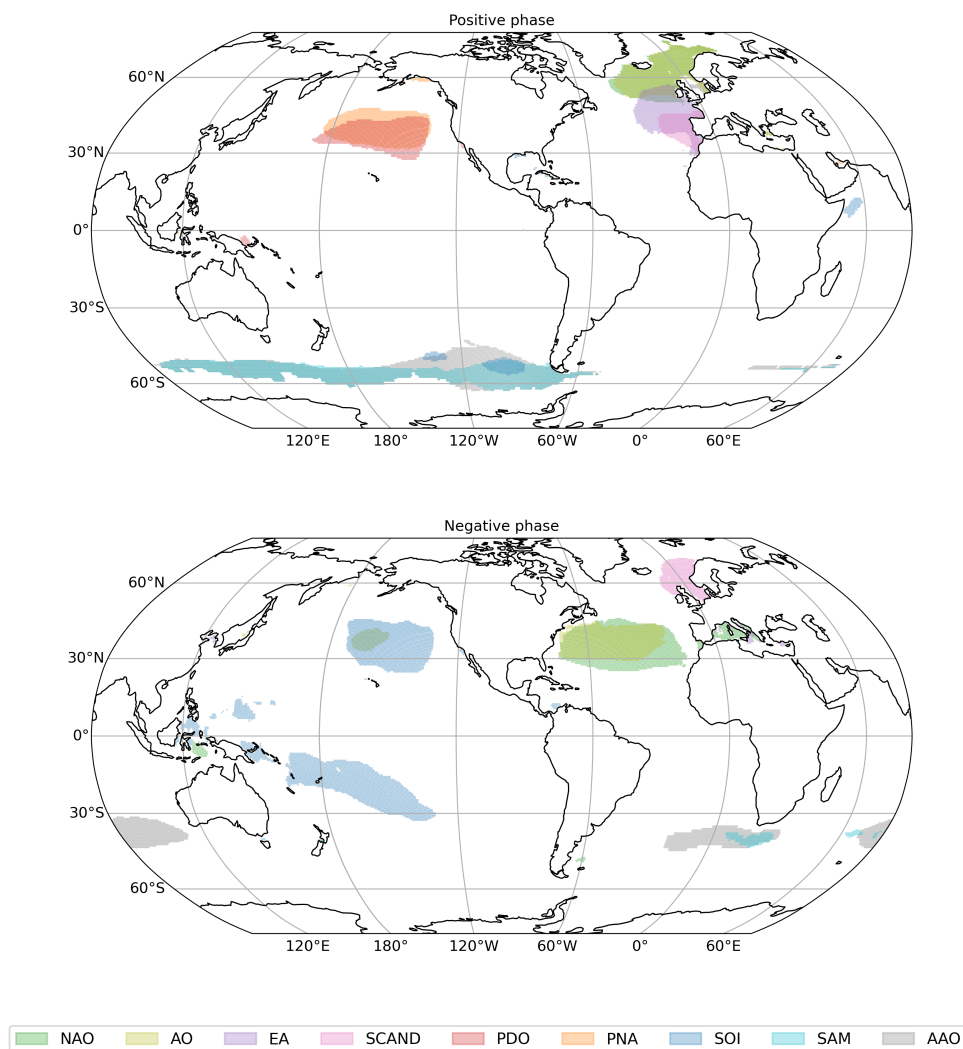 Positive phase
60°N
30°N
0°
30°S
60°S
120°E 180° 120°W 60°W 0° 60°E
Negative phase
60°N
30°N
0°
30°S
60°S
120°E 180° 120°W 60°W 0° 60°E
NAO AO EA SCAND PDO PNA SOI SAM AAO